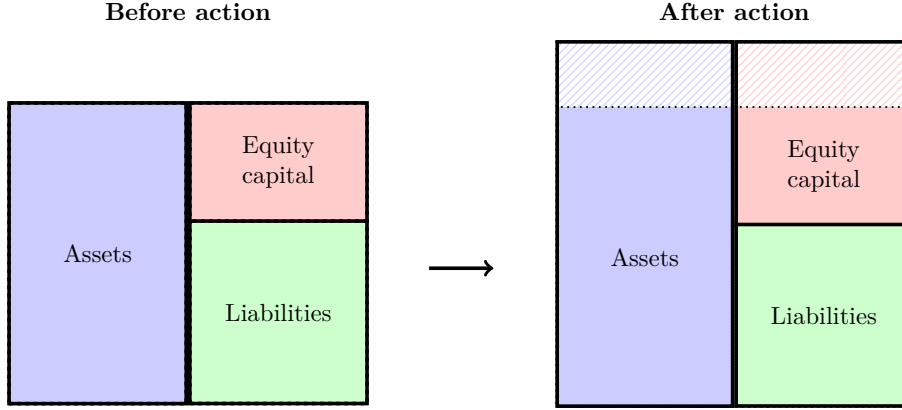 Before action
After action
Assets
Equity
capital
Liabilities
Assets
Equity
capital
Liabilities